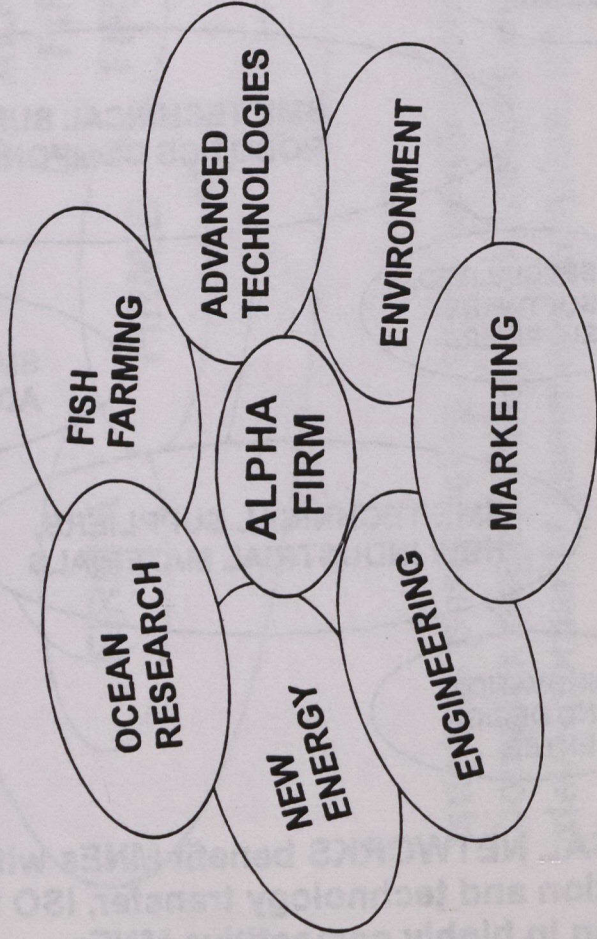 FISH
FARMING
ADVANCED
TECHNOLOGIES
OCEAN
RESEARCH
ALPHA
FIRM
ENVIRONMENT
NEW
ENERGY
ENGINEERING
MARKETING